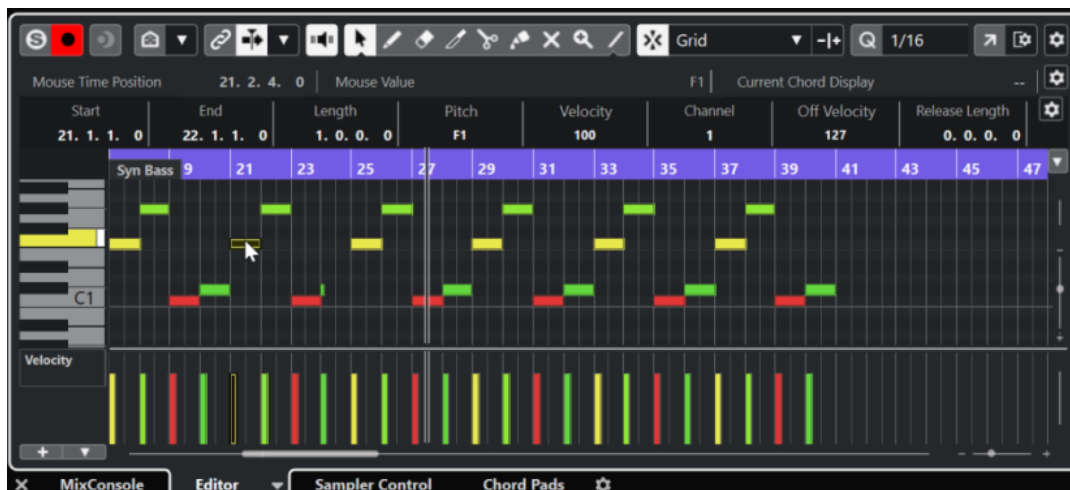 S Grid Q 1/16
Mouse Time Position 21. 2. 4. 0 Mouse Value F1 Current Chord Display --
Start End Length Pitch Velocity Channel Off Velocity Release Length
21. 1. 1. 0 22. 1. 1. 0 1. 0. 0. 0 F1 100 1 127 0. 0. 0. 0
Syn Bass 9 21 23 25 27 29 31 33 35 37 39 41 43 45 47
C1
Velocity
MixConsole Editor Sampler Control Chord Pads